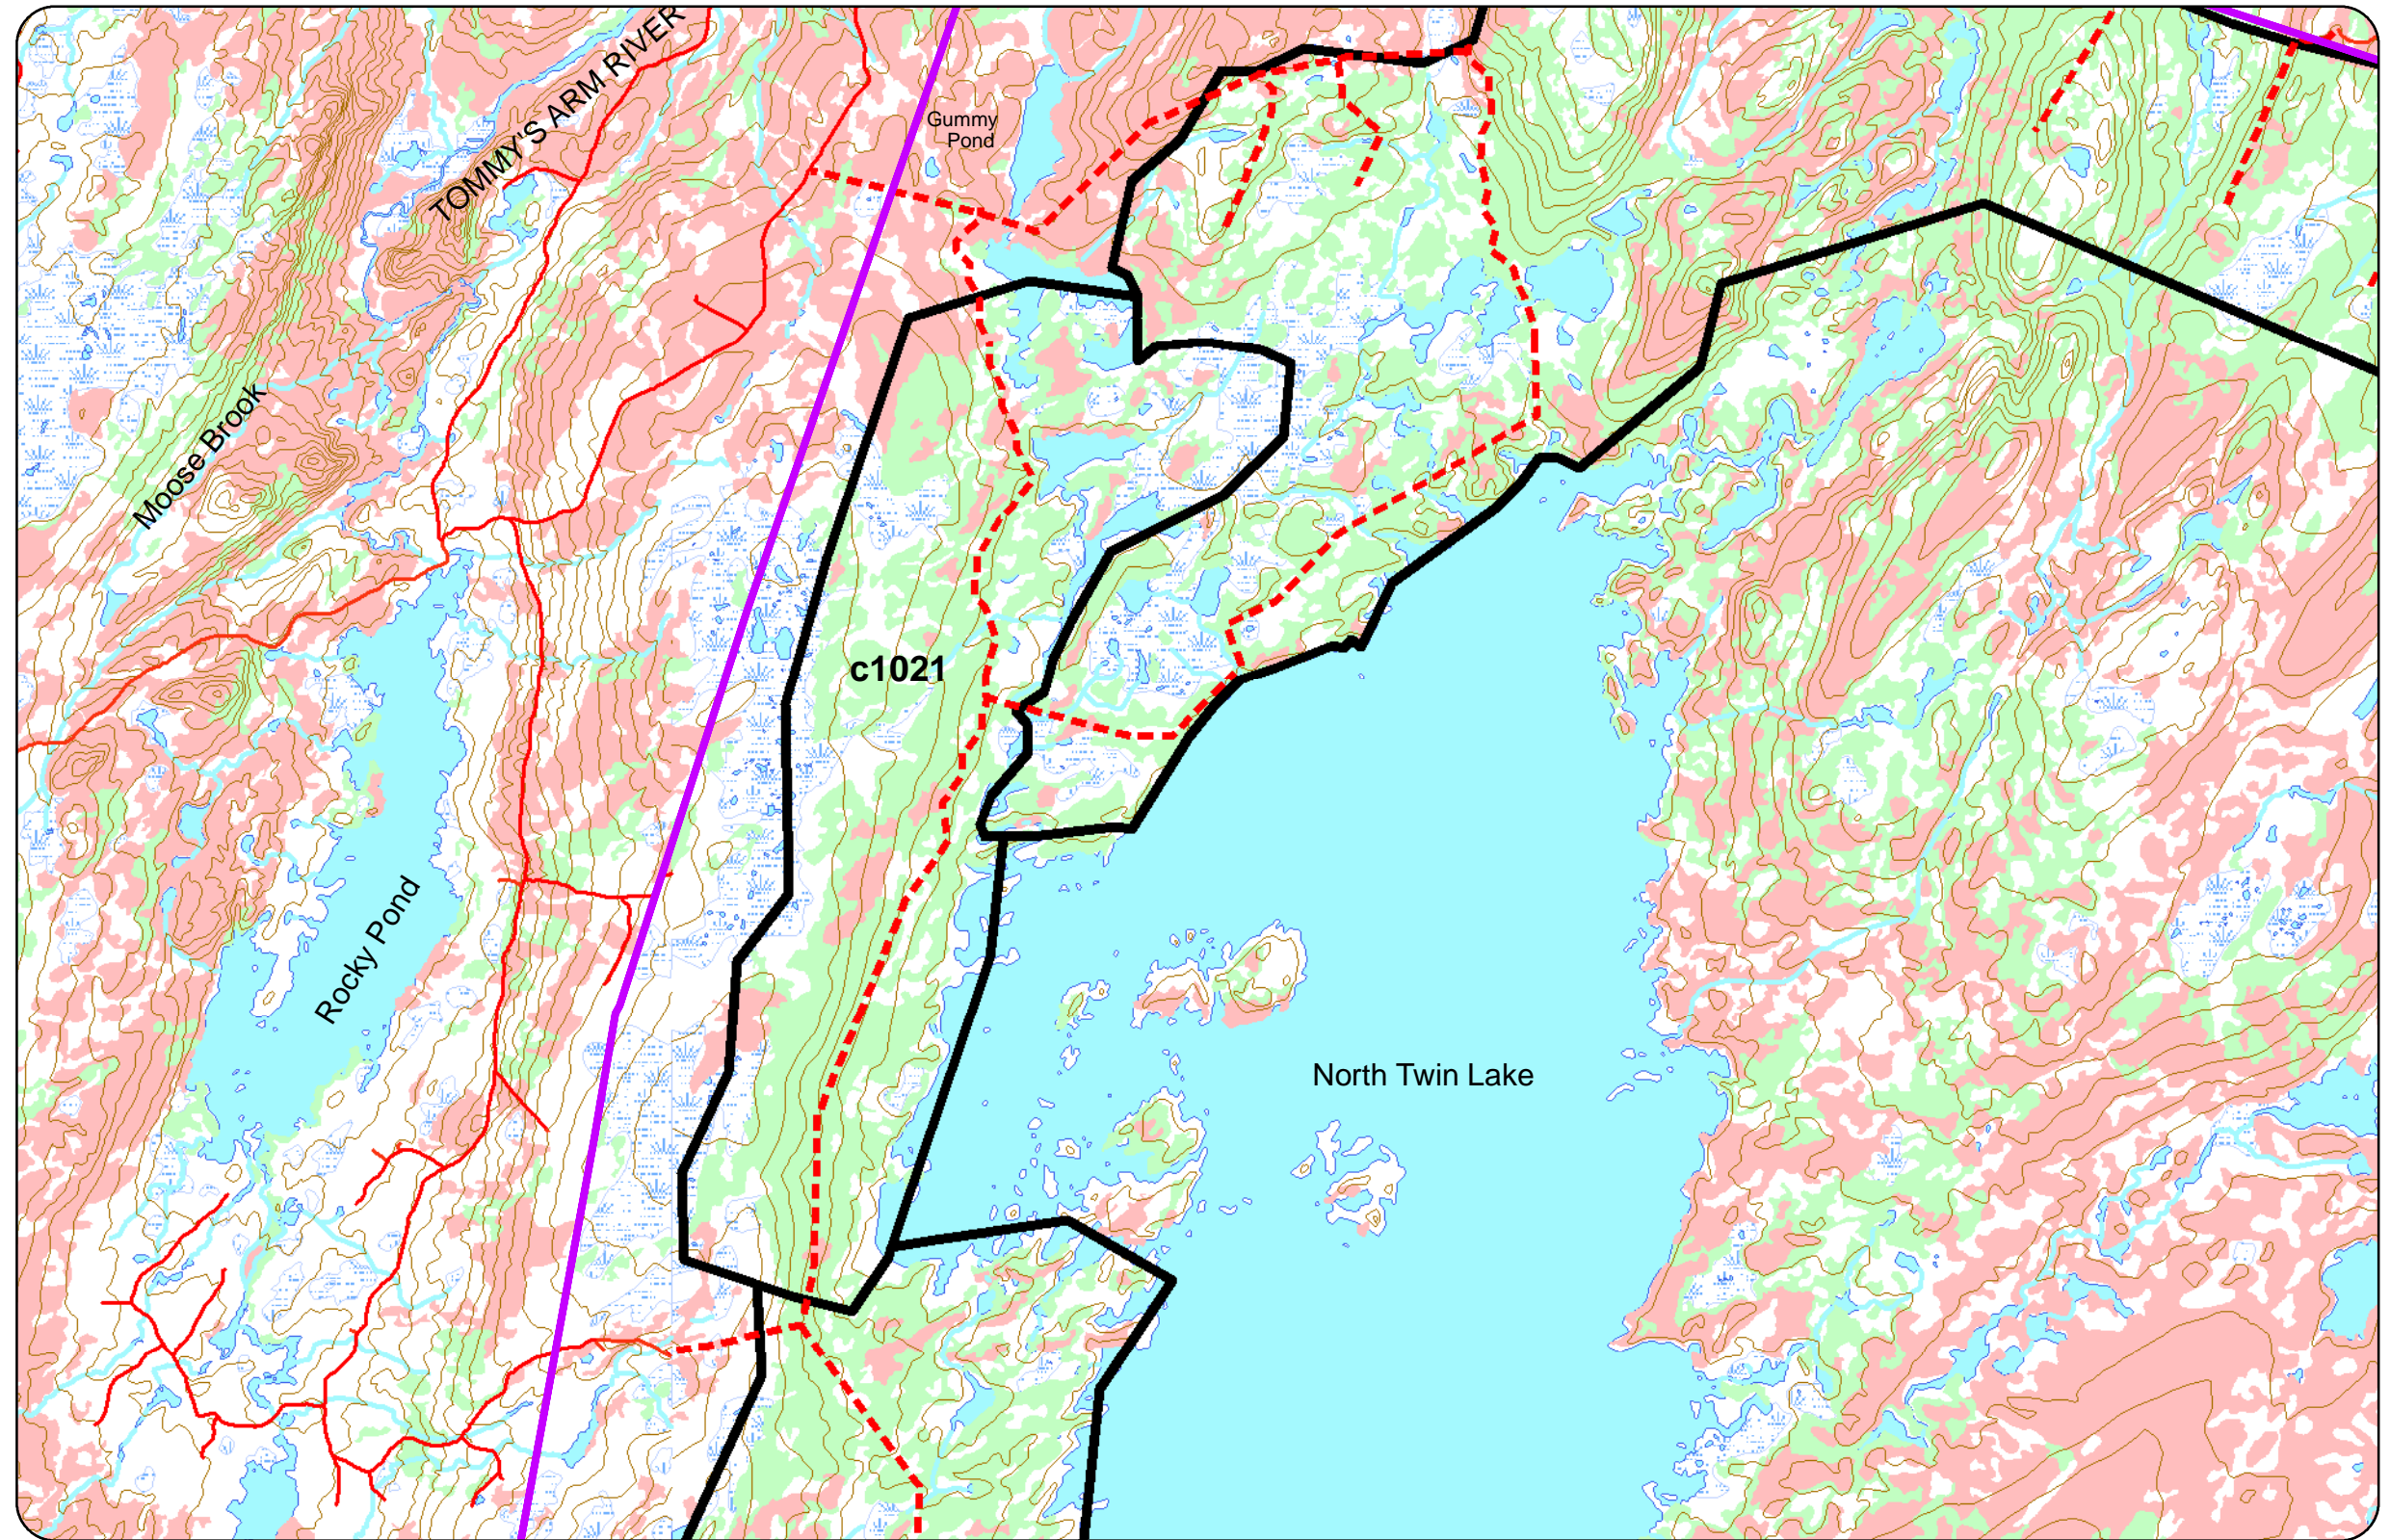 TOMMY'S ARM RIVER
Gummy
Pond
Moose Brook
c1021
Rocky Pond
North Twin Lake